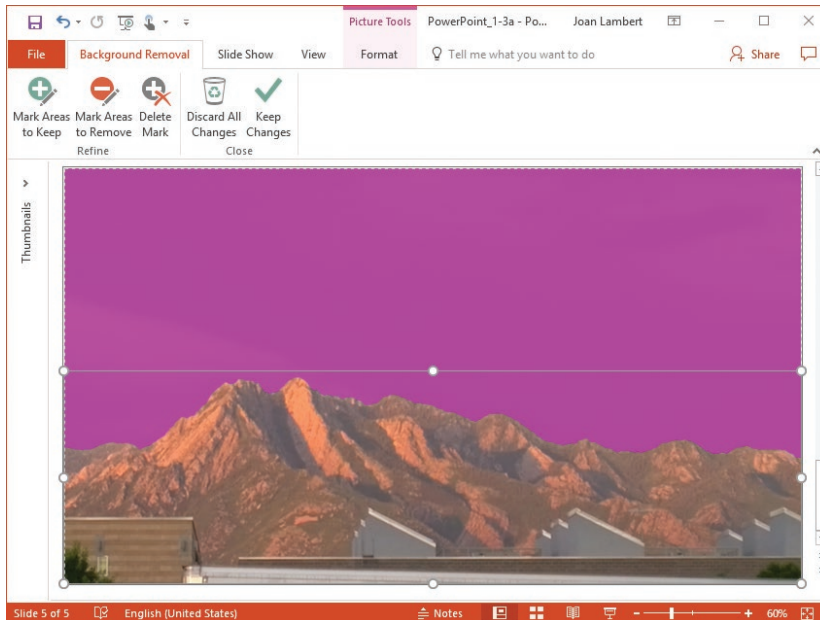 Picture Tools PowerPoint_1-3a - Po... Joan Lambert
File Background Removal Slide Show View Format Tell me what you want to do Share
Mark Areas Mark Areas Delete Discard All Keep
to Keep to Remove Mark Changes Changes
Refine Close
Thumbnails
Slide 5 of 5 English (United States) Notes 60%